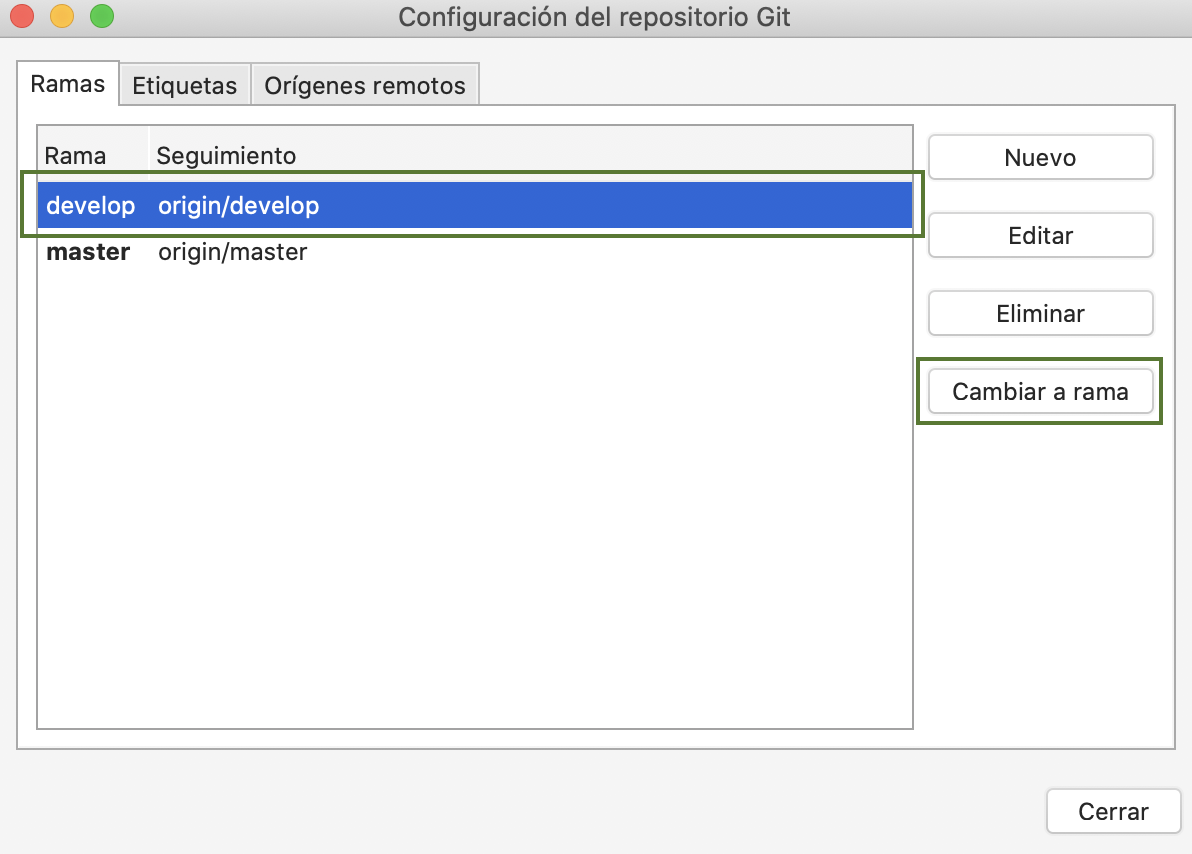 Configuración del repositorio Git
Ramas Etiquetas Orígenes remotos
Rama Seguimiento
develop origin/develop
master origin/master
Nuevo
Editar
Eliminar
Cambiar a rama
Cerrar